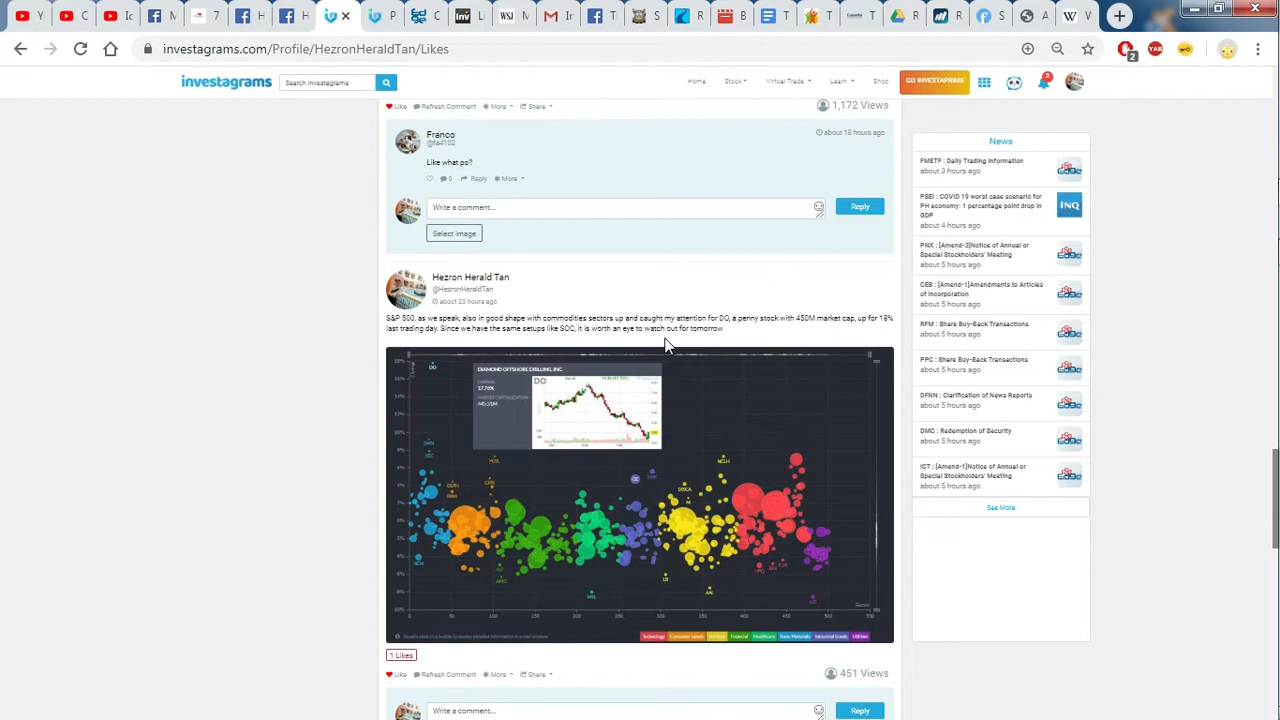 investagrams.com/Profile/HezronHeraldTan/Likes
investagrams
Search Investagrams
Home
Stock
Virtual Trade
Learn
Shop
GO INVESTAPRIME
Like
Refresh Comment
More
Share
1,172 Views
Franco
@fa4102
about 18 hours ago
Like what po?
0
Reply
More
Write a comment...
Reply
Select image
Hezron Herald Tan
@HezronHeraldTan
about 23 hours ago
S&P 500, as we speak, also in good shape with commodities sectors up and caught my attention for DO, a penny stock with 450M market cap, up for 18%
last trading day. Since we have the same setups like SOC, it is worth an eye to watch out for tomorrow
DO
DIAMOND OFFSHORE DRILLING, INC.
CHANGE
17.76%
MARKET CAPITALIZATION
DO
1 Likes
Like
Refresh Comment
More
Share
451 Views
Write a comment...
Reply
News
FMETF : Daily Trading Information
about 3 hours ago
PSEI : COVID 19 worst case scenario for
PH economy: 1 percentage point drop in
GDP
about 4 hours ago
INQ
PNX : [Amend-3]Notice of Annual or
Special Stockholders' Meeting
about 5 hours ago
CEB : [Amend-1]Amendments to Articles
of Incorporation
about 5 hours ago
RFM : Share Buy-Back Transactions
about 5 hours ago
PPC : Share Buy-Back Transactions
about 5 hours ago
DFNN : Clarification of News Reports
about 5 hours ago
DMC : Redemption of Security
about 5 hours ago
ICT : [Amend-1]Notice of Annual or
Special Stockholders' Meeting
about 5 hours ago
See More